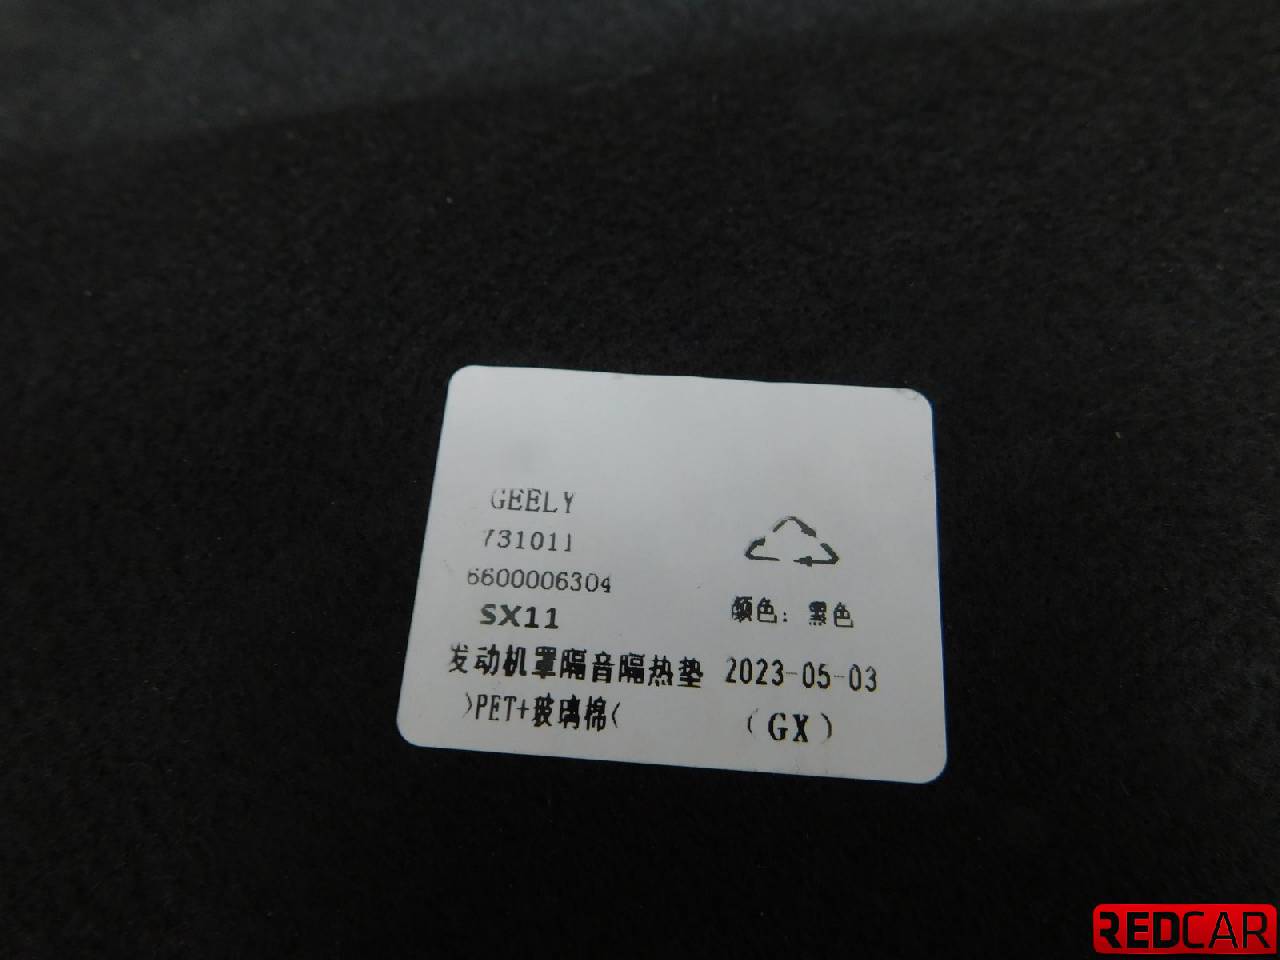 GEELY
731011
6600006304
SX11
颜色：黑色
发动机罩隔音隔热垫 2023-05-03
>PET+玻璃棉<
（GX）
REDCAR